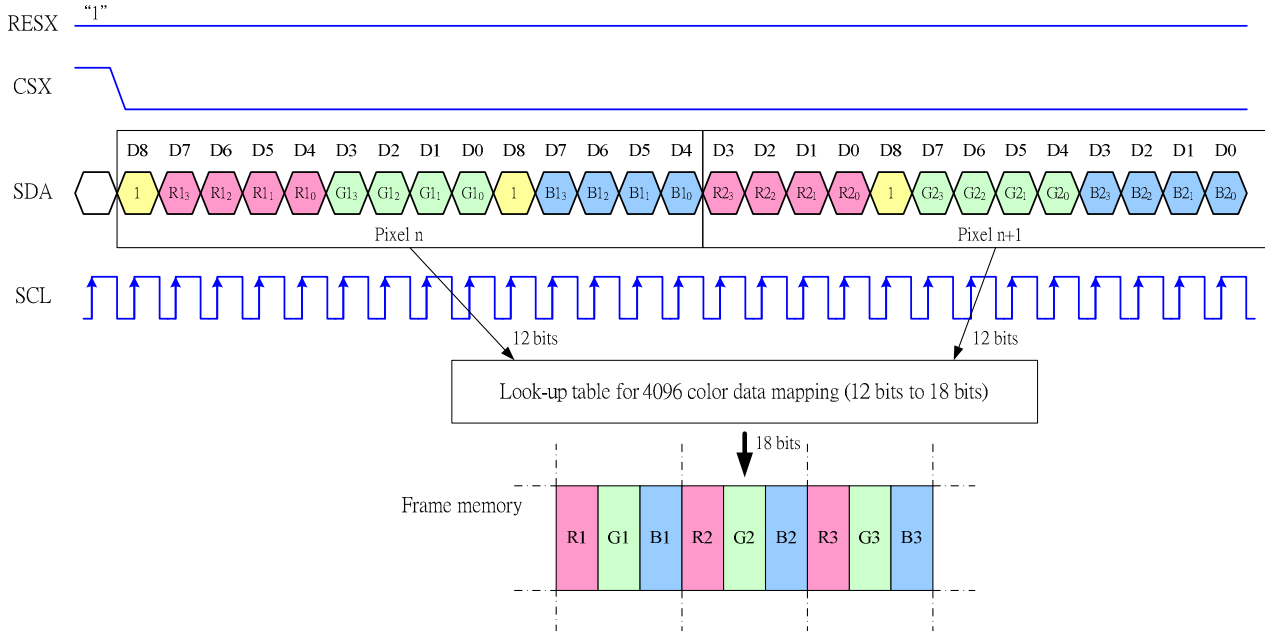 RESX "1"
CSX
D8 D7 D6 D5 D4 D3 D2 D1 D0 D8 D7 D6 D5 D4 D3 D2 D1 D0 D8 D7 D6 D5 D4 D3 D2 D1 D0
SDA 1 R1₃ R1₂ R1₁ R1₀ G1₃ G1₂ G1₁ G1₀ 1 B1₃ B1₂ B1₁ B1₀ R2₃ R2₂ R2₁ R2₀ 1 G2₃ G2₂ G2₁ G2₀ B2₃ B2₂ B2₁ B2₀
Pixel n Pixel n+1
SCL
12 bits 12 bits
Look-up table for 4096 color data mapping (12 bits to 18 bits)
18 bits
Frame memory
R1 G1 B1 R2 G2 B2 R3 G3 B3